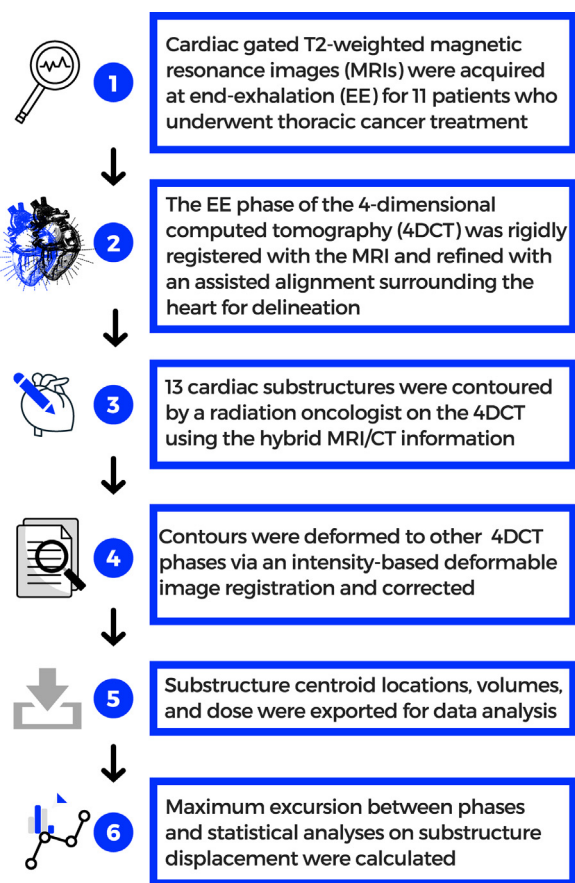 1
Cardiac gated T2-weighted magnetic
resonance images (MRIs) were acquired
at end-exhalation (EE) for 11 patients who
underwent thoracic cancer treatment
2
The EE phase of the 4-dimensional
computed tomography (4DCT) was rigidly
registered with the MRI and refined with
an assisted alignment surrounding the
heart for delineation
3
13 cardiac substructures were contoured
by a radiation oncologist on the 4DCT
using the hybrid MRI/CT information
4
Contours were deformed to other 4DCT
phases via an intensity-based deformable
image registration and corrected
5
Substructure centroid locations, volumes,
and dose were exported for data analysis
6
Maximum excursion between phases
and statistical analyses on substructure
displacement were calculated